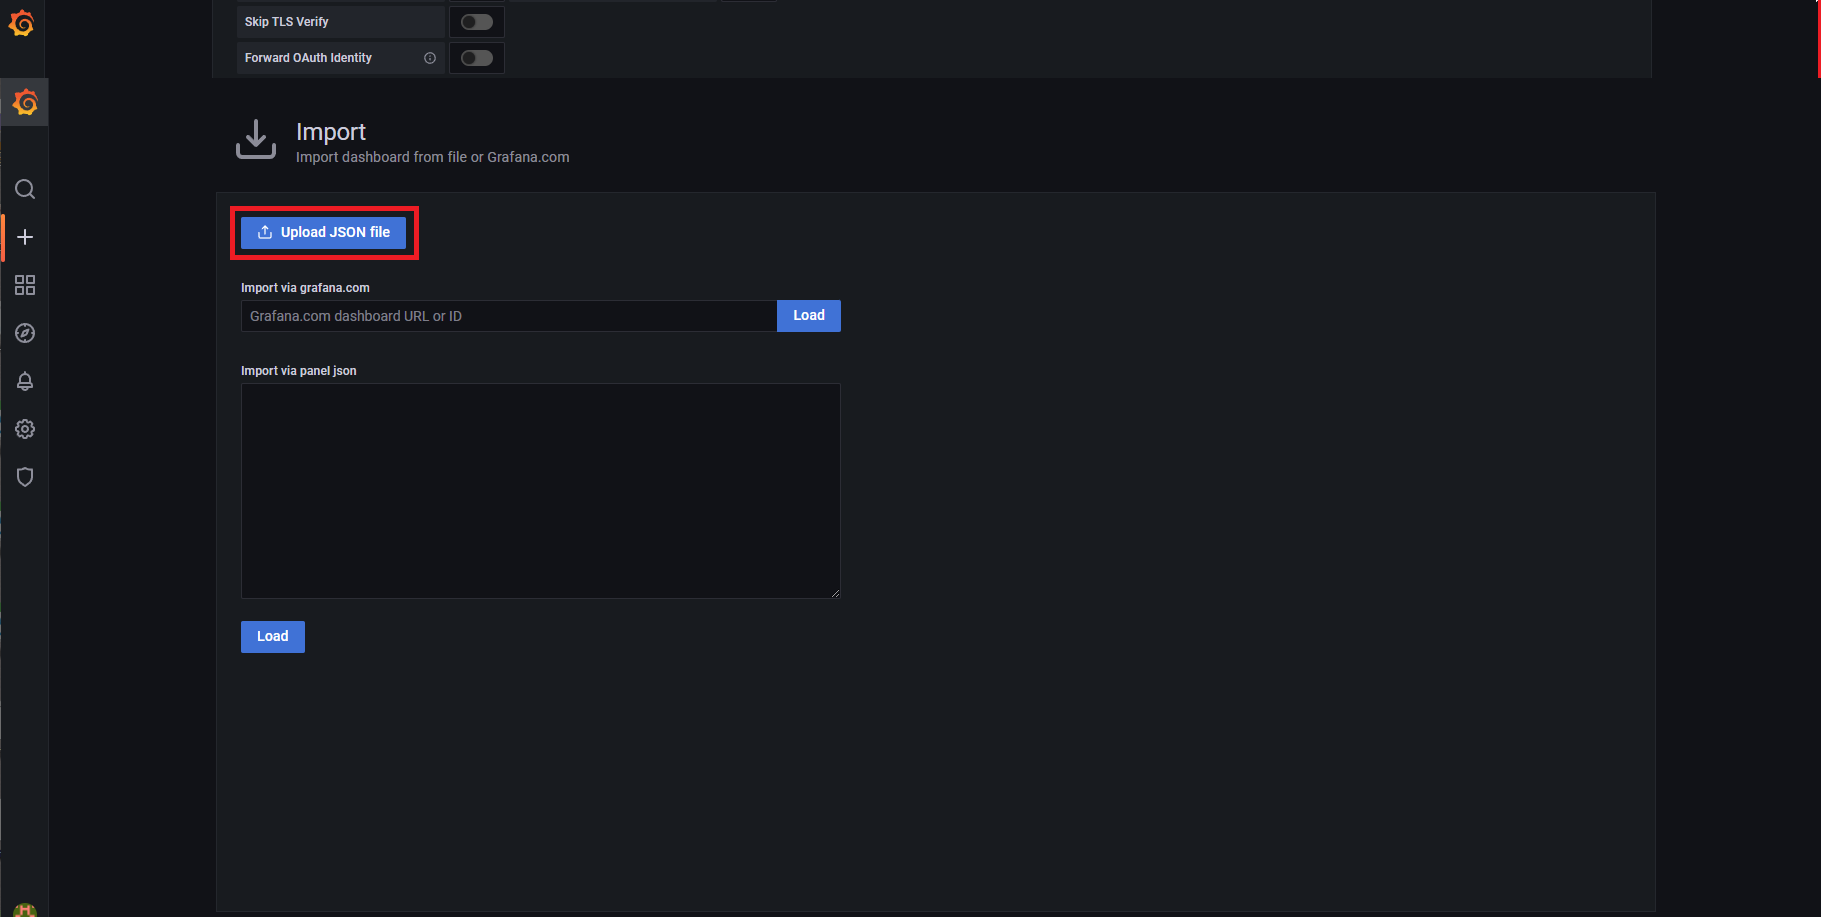 Skip TLS Verify
Forward OAuth Identity
Import
Import dashboard from file or Grafana.com
Upload JSON file
Import via grafana.com
Grafana.com dashboard URL or ID
Load
Import via panel json
Load